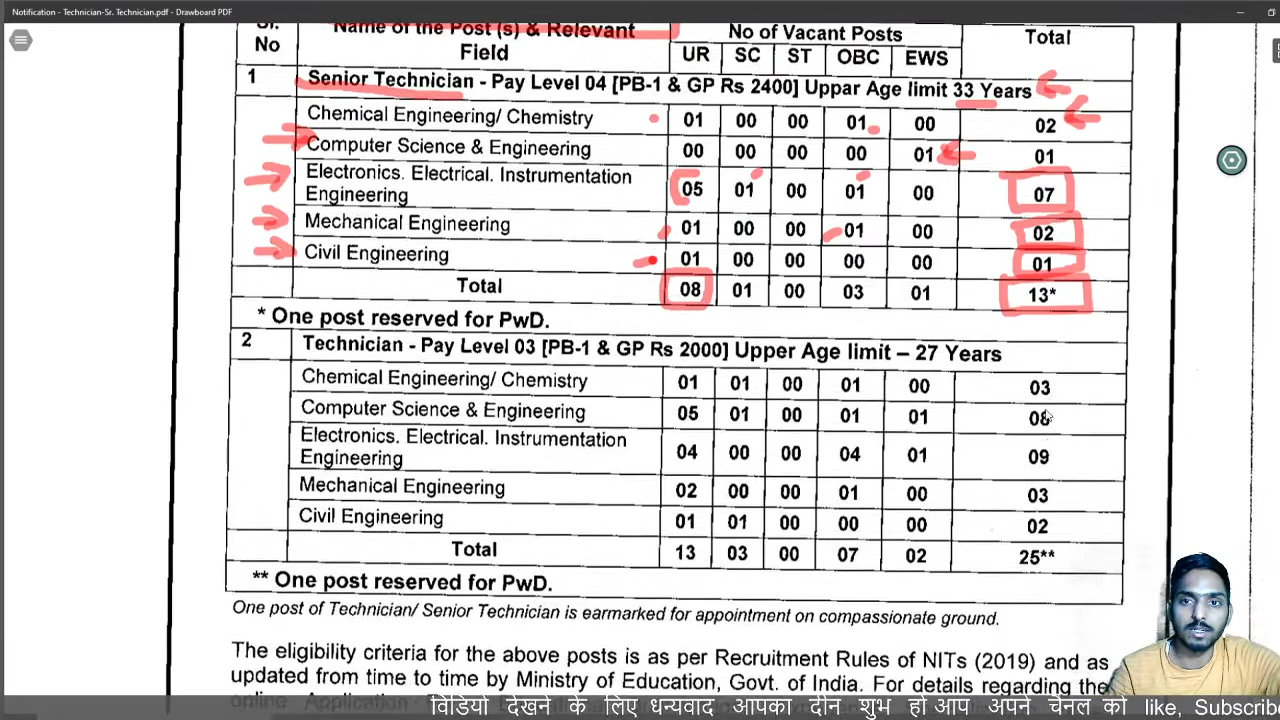 Notification - Technician-Sr. Technician.pdf - Drawboard PDF
Sr. No Name of the Post (s) & Relevant Field No of Vacant Posts Total
UR SC ST OBC EWS
1 Senior Technician - Pay Level 04 [PB-1 & GP Rs 2400] Uppar Age limit 33 Years
Chemical Engineering/ Chemistry 01 00 00 01 00 02
Computer Science & Engineering 00 00 00 00 01 01
Electronics. Electrical. Instrumentation Engineering 05 01 00 01 00 07
Mechanical Engineering 01 00 00 01 00 02
Civil Engineering 01 00 00 00 00 01
Total 08 01 00 03 01 13*
* One post reserved for PwD.
2 Technician - Pay Level 03 [PB-1 & GP Rs 2000] Upper Age limit – 27 Years
Chemical Engineering/ Chemistry 01 01 00 01 00 03
Computer Science & Engineering 05 01 00 01 01 08
Electronics. Electrical. Instrumentation Engineering 04 00 00 04 01 09
Mechanical Engineering 02 00 00 01 00 03
Civil Engineering 01 01 00 00 00 02
Total 13 03 00 07 02 25**
** One post reserved for PwD.
One post of Technician/ Senior Technician is earmarked for appointment on compassionate ground.
The eligibility criteria for the above posts is as per Recruitment Rules of NITs (2019) and as
updated from time to time by Ministry of Education, Govt. of India. For details regarding the
विडियो देखने के लिए धन्यवाद आपका दीन शुभ हो आप अपने चेनल को like, Subscribe